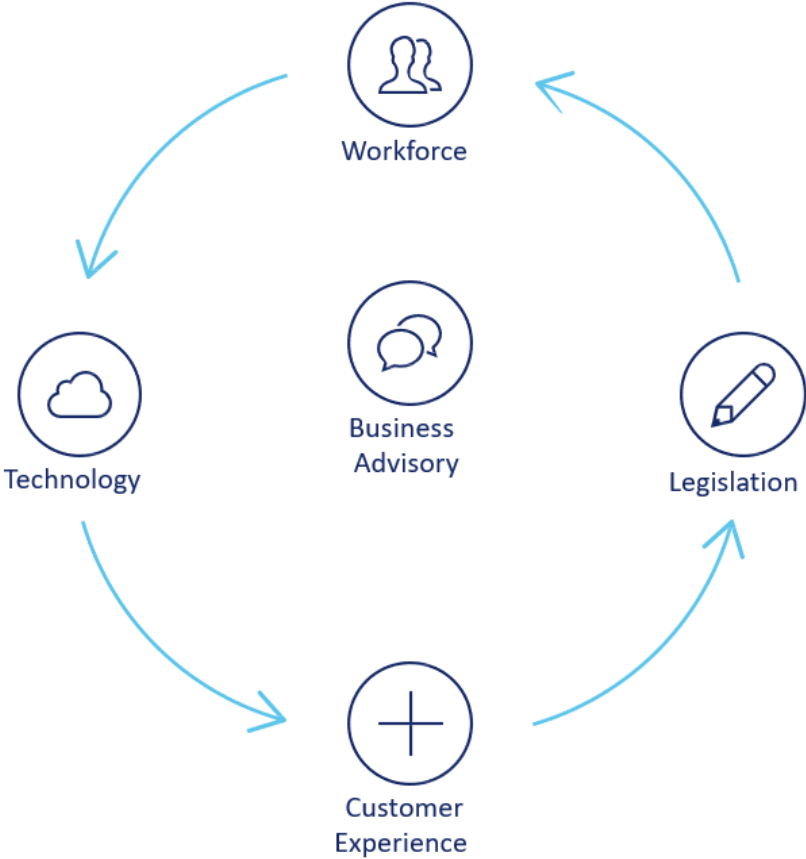 Workforce
Business
Advisory
Technology
Legislation
Customer
Experience